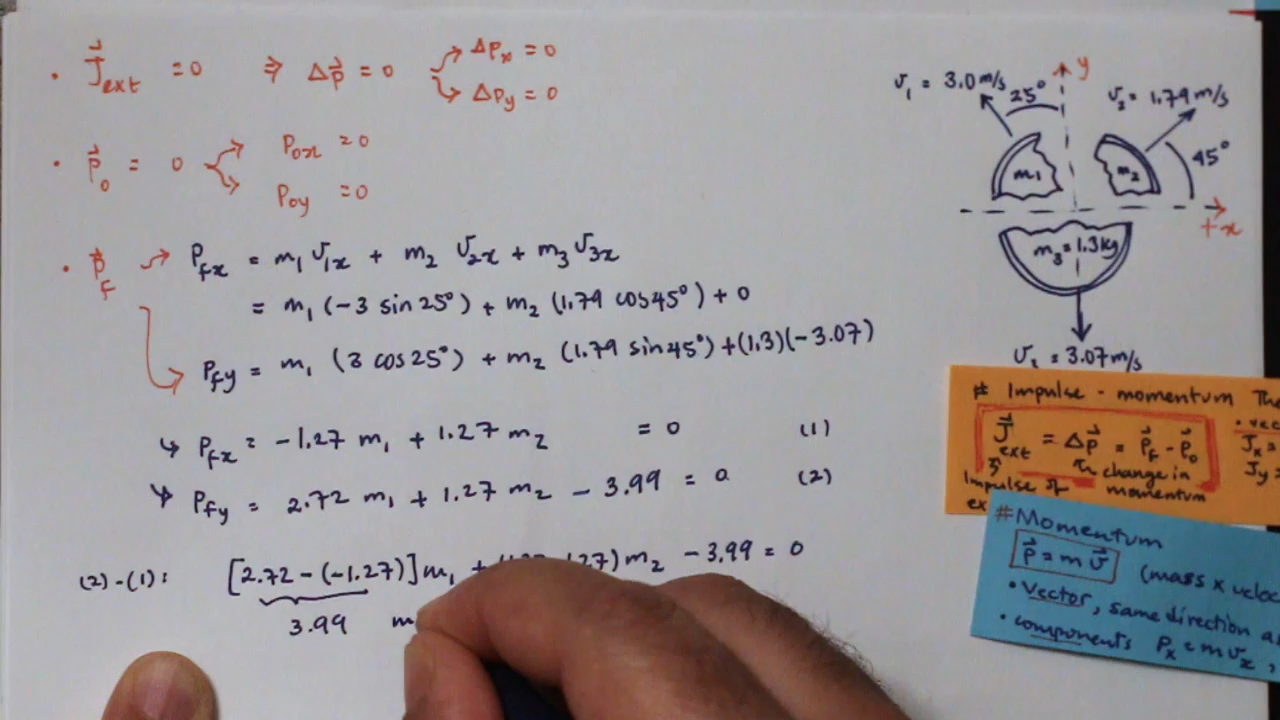 • J⃗ext = 0 ⇒ Δp⃗ = 0 → ΔPx = 0
↳ ΔPy = 0
• P⃗0 = 0 → P0x = 0
→ P0y = 0
• P⃗f → Pfx = m1 v1x + m2 v2x + m3 v3x
= m1 (-3 sin 25°) + m2 (1.79 cos 45°) + 0
Pfy = m1 (3 cos 25°) + m2 (1.79 sin 45°) + (1.3)(-3.07)
↳ Pfx = -1.27 m1 + 1.27 m2 = 0 (1)
↳ Pfy = 2.72 m1 + 1.27 m2 - 3.99 = 0 (2)
(2)-(1): [2.72 - (-1.27)] m1 + m2 - 3.99 = 0
3.99 m
y
v1 = 3.0 m/s
25°
v2 = 1.79 m/s
45°
m1
m2
+x
m3 = 1.3 kg
= 3.07 m/s
# Impulse - momentum
J⃗ext = Δp⃗ = P⃗f - P⃗0
Impulse of
change in momentum
Jx =
Jy =
# Momentum
p⃗ = m v⃗ (mass x
• Vector, same direction
• components Px = m vx,